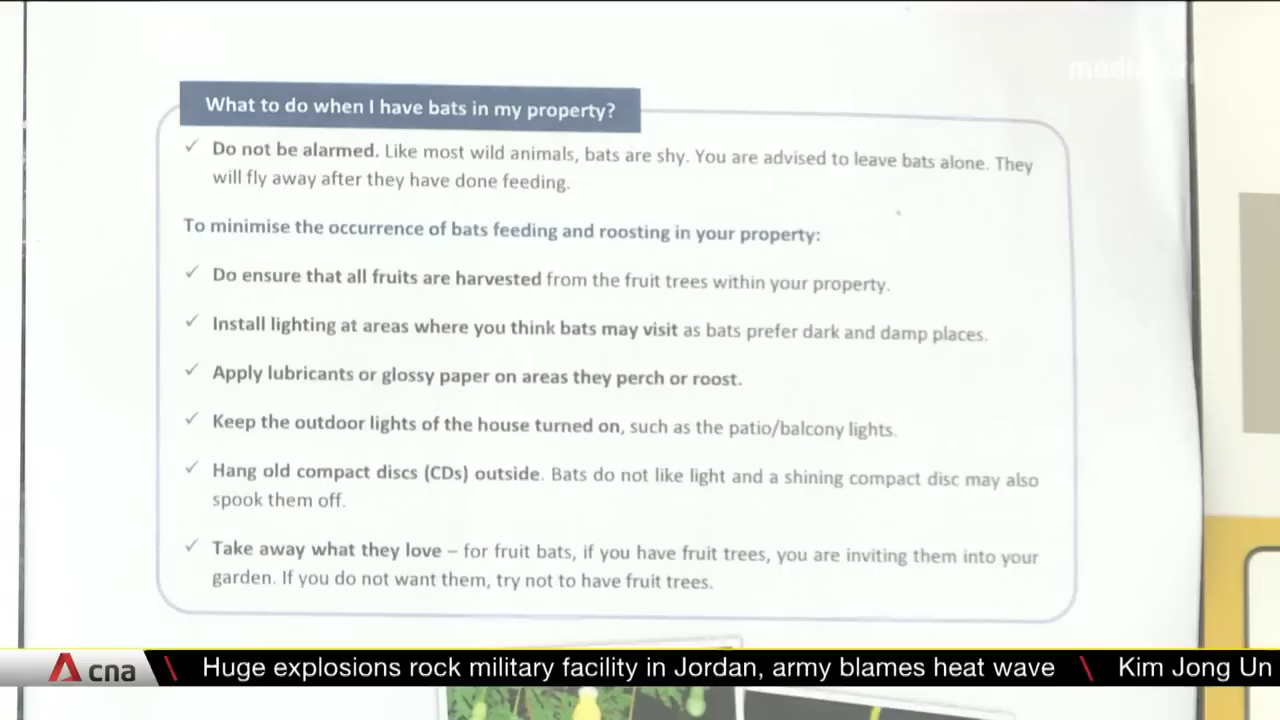 What to do when I have bats in my property?
✓ Do not be alarmed. Like most wild animals, bats are shy. You are advised to leave bats alone. They
will fly away after they have done feeding.
To minimise the occurrence of bats feeding and roosting in your property:
✓ Do ensure that all fruits are harvested from the fruit trees within your property.
✓ Install lighting at areas where you think bats may visit as bats prefer dark and damp places.
✓ Apply lubricants or glossy paper on areas they perch or roost.
✓ Keep the outdoor lights of the house turned on, such as the patio/balcony lights.
✓ Hang old compact discs (CDs) outside. Bats do not like light and a shining compact disc may also
spook them off.
✓ Take away what they love – for fruit bats, if you have fruit trees, you are inviting them into your
garden. If you do not want them, try not to have fruit trees.
cna \ Huge explosions rock military facility in Jordan, army blames heat wave \ Kim Jong Un